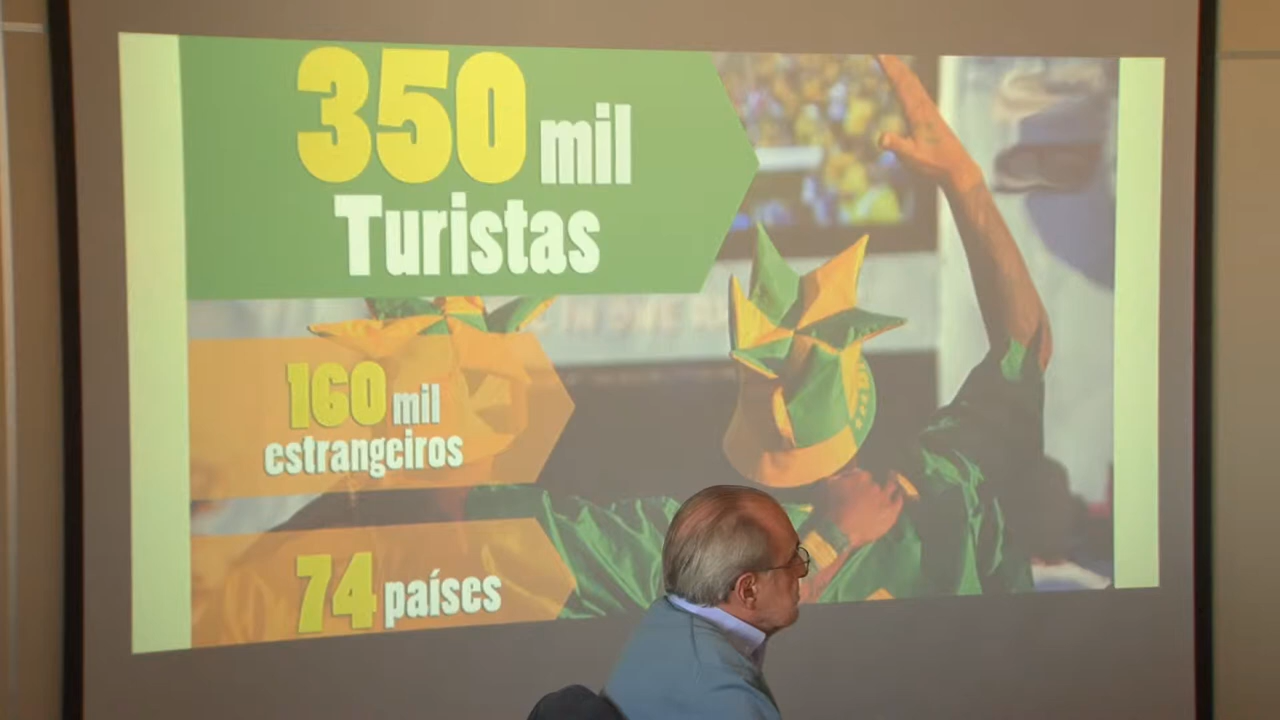 350 mil
Turistas
160 mil
estrangeiros
74 países